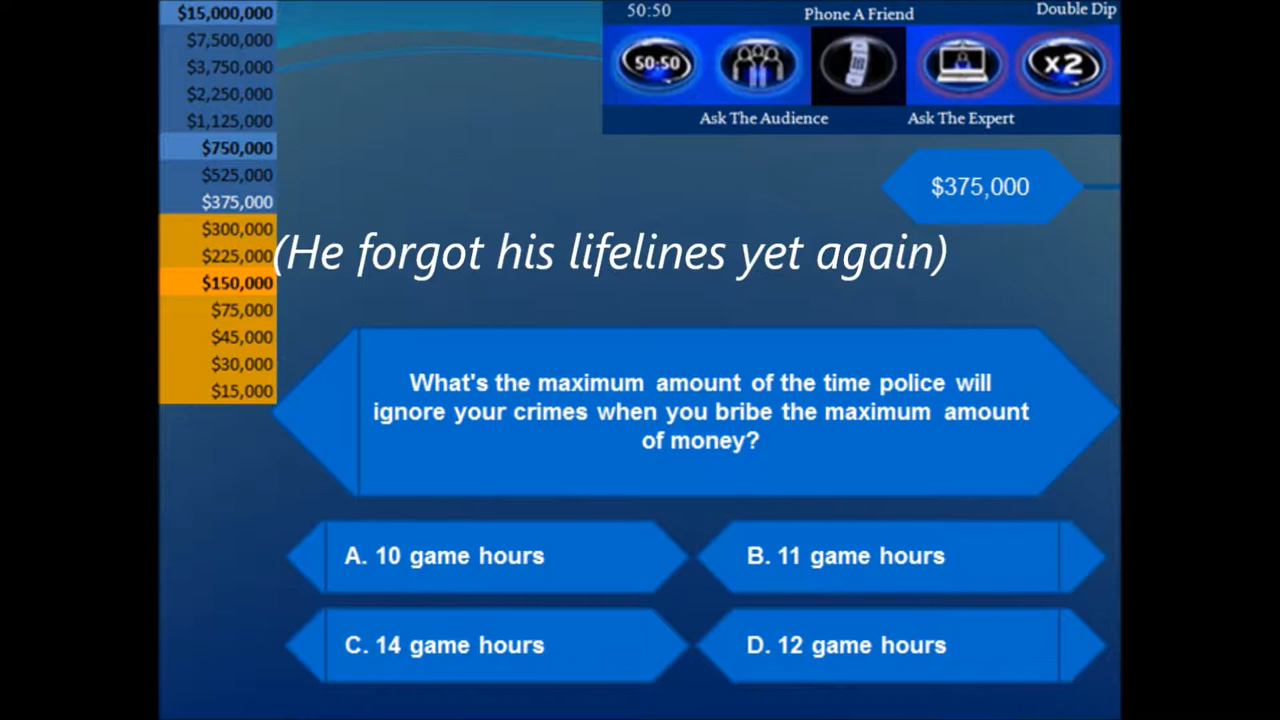 $15,000,000
$7,500,000
$3,750,000
$2,250,000
$1,125,000
$750,000
$525,000
$375,000
$300,000
$225,000
$150,000
$75,000
$45,000
$30,000
$15,000
50:50
Phone A Friend
Double Dip
50:50
x2
Ask The Audience
Ask The Expert
$375,000
(He forgot his lifelines yet again)
What's the maximum amount of the time police will
ignore your crimes when you bribe the maximum amount
of money?
A. 10 game hours
B. 11 game hours
C. 14 game hours
D. 12 game hours